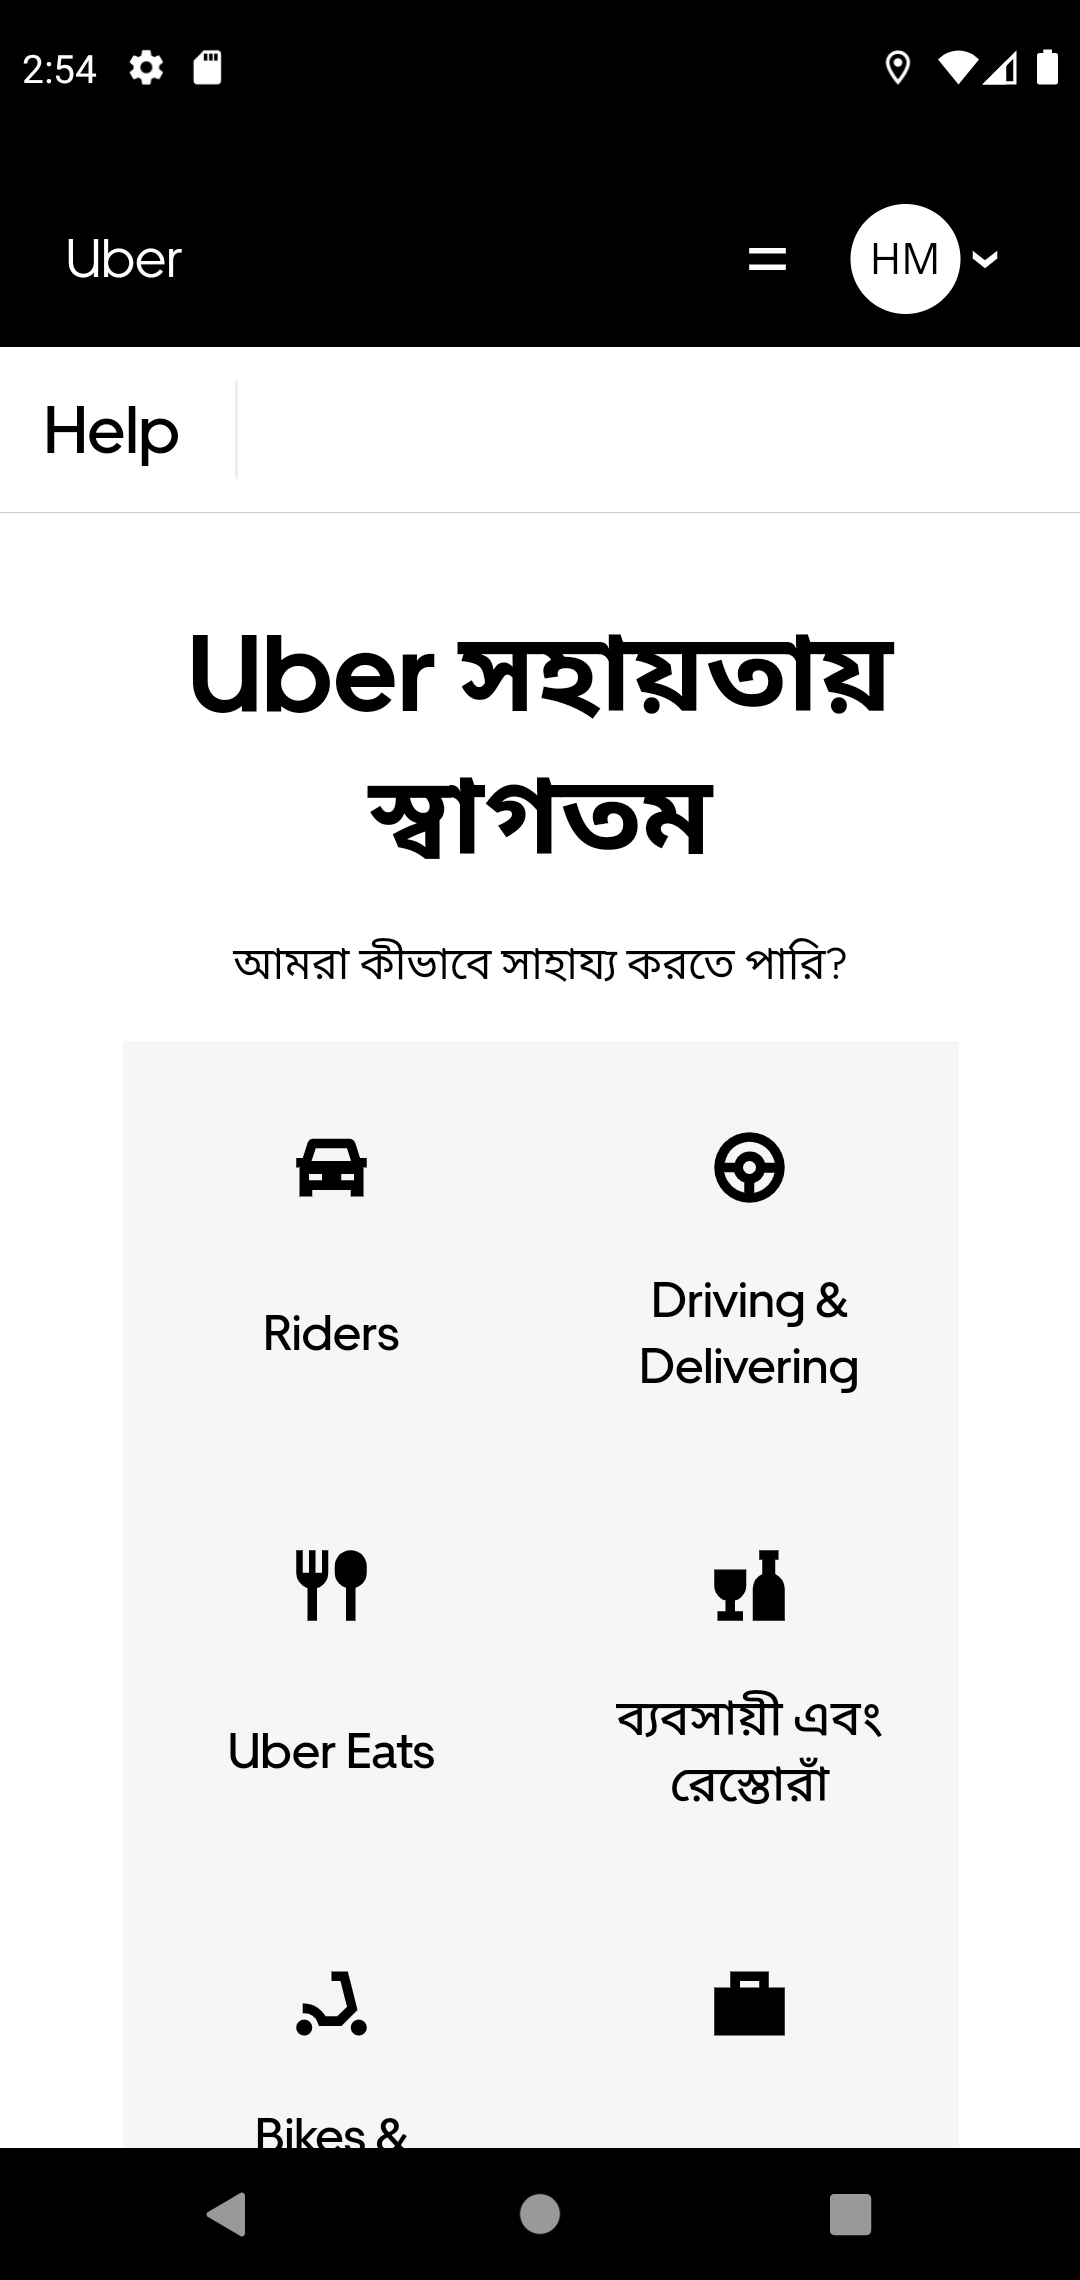 2:54
Uber
HM
Help
Uber সহায়তায়
স্বাগতম
আমরা কীভাবে সাহায্য করতে পারি?
Riders
Driving &
Delivering
Uber Eats
ব্যবসায়ী এবং
রেস্তোরাঁ
Bikes &